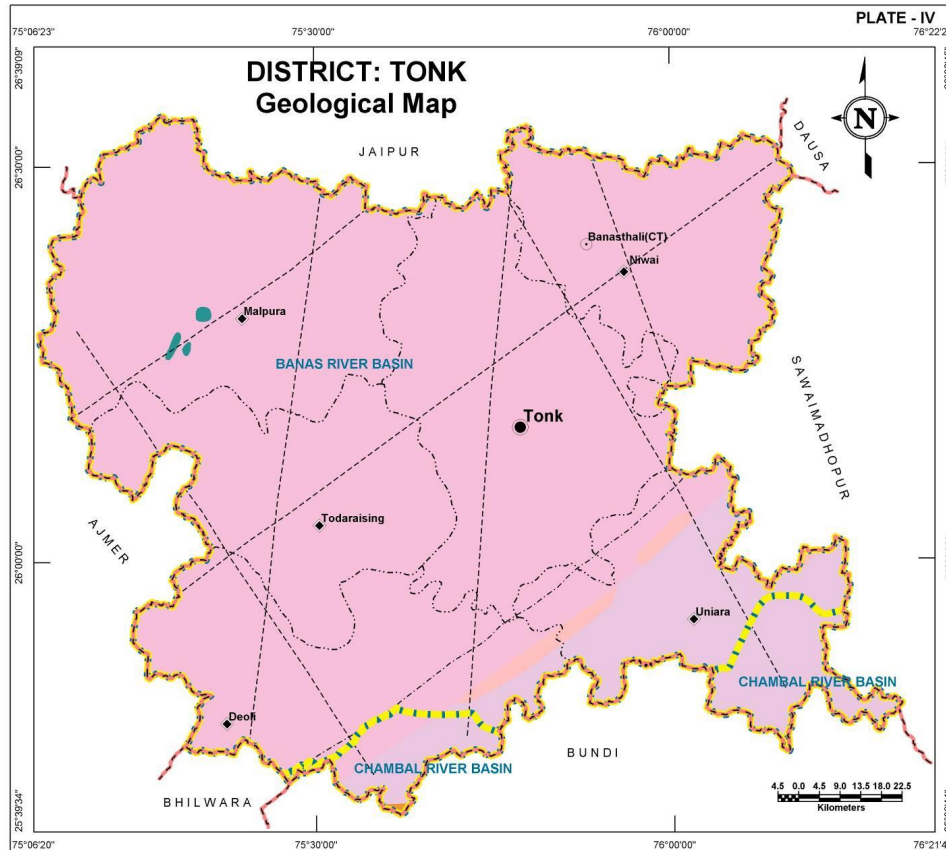 PLATE - IV
75°06'23"
75°30'00"
76°00'00"
76°22'2
26°39'09"
DISTRICT: TONK
Geological Map
N
JAIPUR
DAUSA
26°30'00"
Banasthali(CT)
Niwai
Malpura
BANAS RIVER BASIN
SAWAIMADHOPUR
Tonk
Todaraising
AJMER
26°00'00"
Uniara
CHAMBAL RIVER BASIN
Deoli
BUNDI
CHAMBAL RIVER BASIN
BHILWARA
4.5 0.0 4.5 9.0 13.5 18.0 22.5
Kilometers
25°39'34"
75°06'20"
75°30'00"
76°00'00"
76°21'4